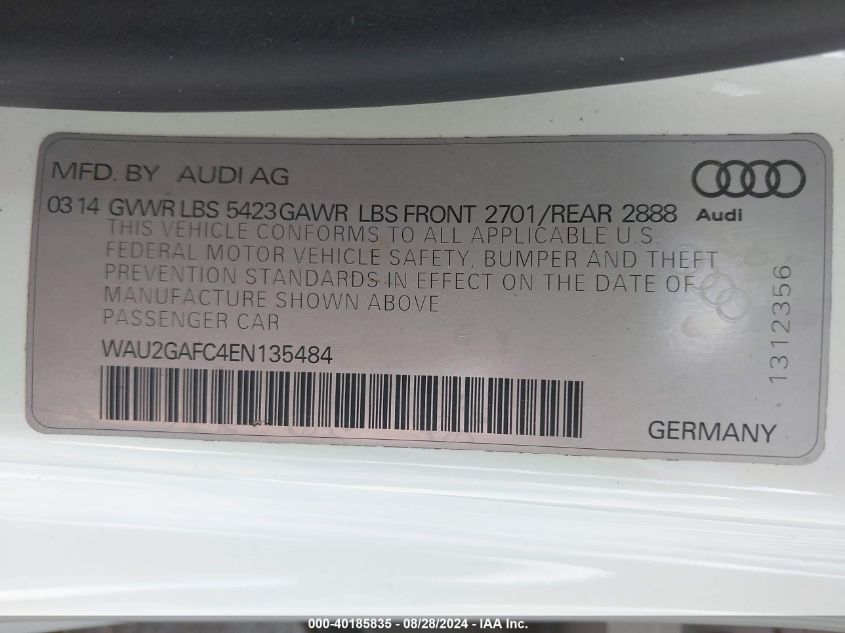 MFD. BY AUDI AG
0314 GVWR LBS 5423 GAWR LBS FRONT 2701/REAR 2888
Audi
THIS VEHICLE CONFORMS TO ALL APPLICABLE U.S.
FEDERAL MOTOR VEHICLE SAFETY, BUMPER AND THEFT
PREVENTION STANDARDS IN EFFECT ON THE DATE OF
MANUFACTURE SHOWN ABOVE
PASSENGER CAR
WAU2GAFC4EN135484
1312356
GERMANY
000-40185835 - 08/28/2024 - IAA Inc.